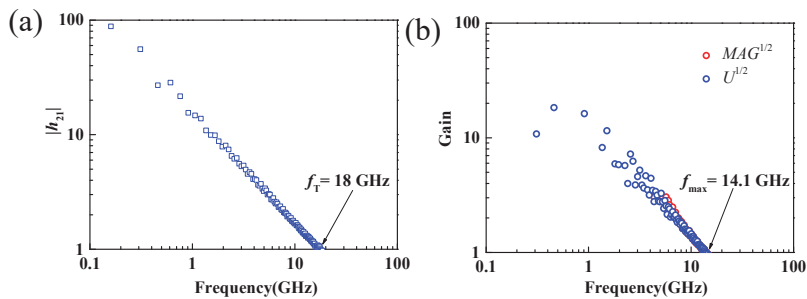 (a)
100
10
1
|h21|
fT= 18 GHz
0.1 1 10 100
Frequency(GHz)
(b)
100
10
1
Gain
MAG1/2
U1/2
fmax= 14.1 GHz
0.1 1 10 100
Frequency(GHz)